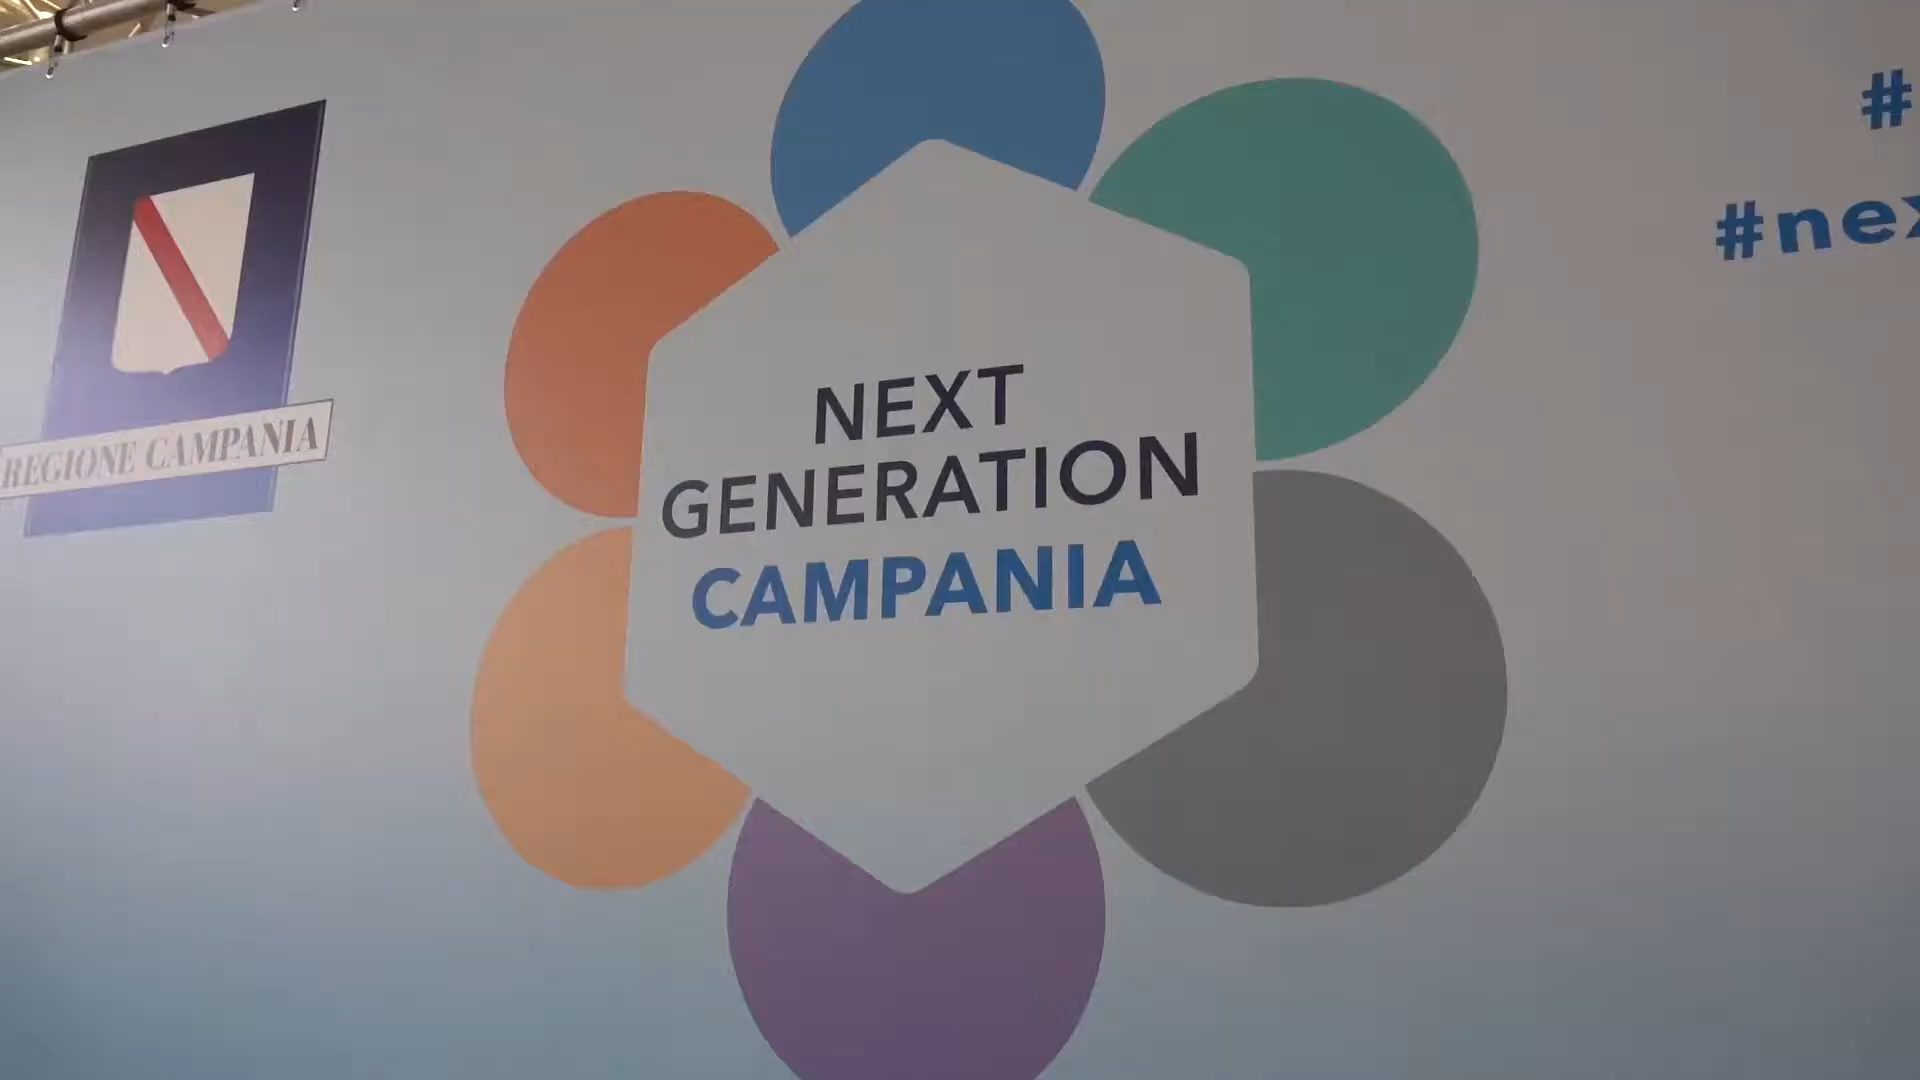 REGIONE CAMPANIA
NEXT
GENERATION
CAMPANIA
#
#nex